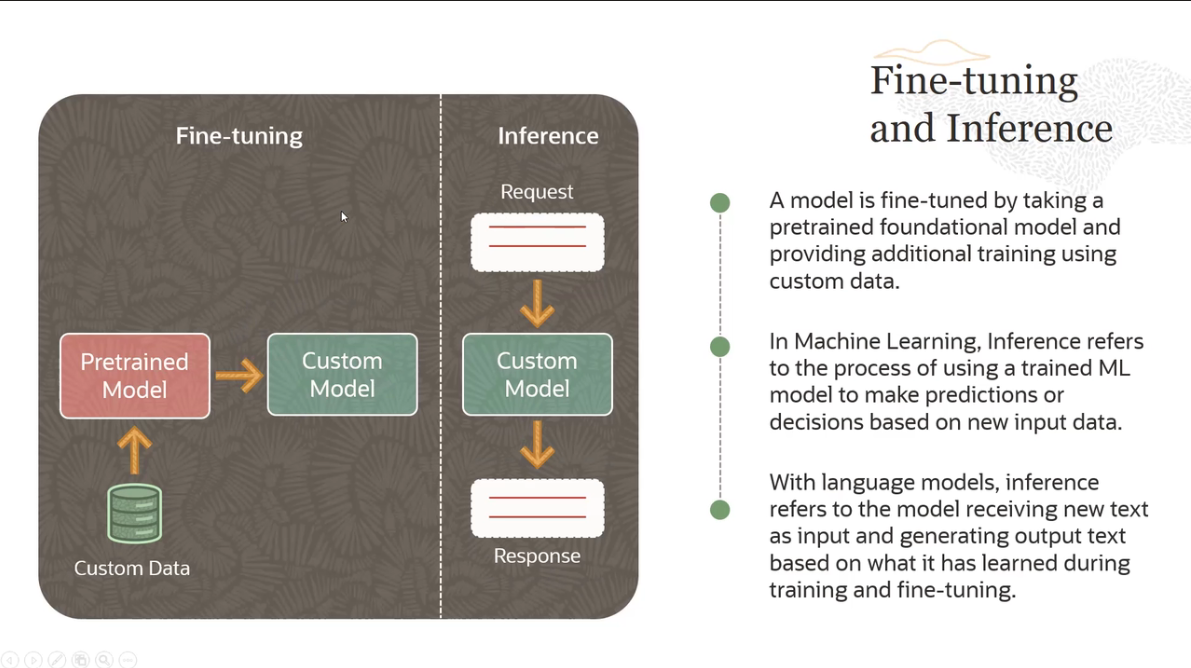 Fine-tuning
and Inference
Fine-tuning
Inference
Request
Pretrained
Model
Custom
Model
Custom
Model
Custom Data
Response
A model is fine-tuned by taking a
pretrained foundational model and
providing additional training using
custom data.
In Machine Learning, Inference refers
to the process of using a trained ML
model to make predictions or
decisions based on new input data.
With language models, inference
refers to the model receiving new text
as input and generating output text
based on what it has learned during
training and fine-tuning.